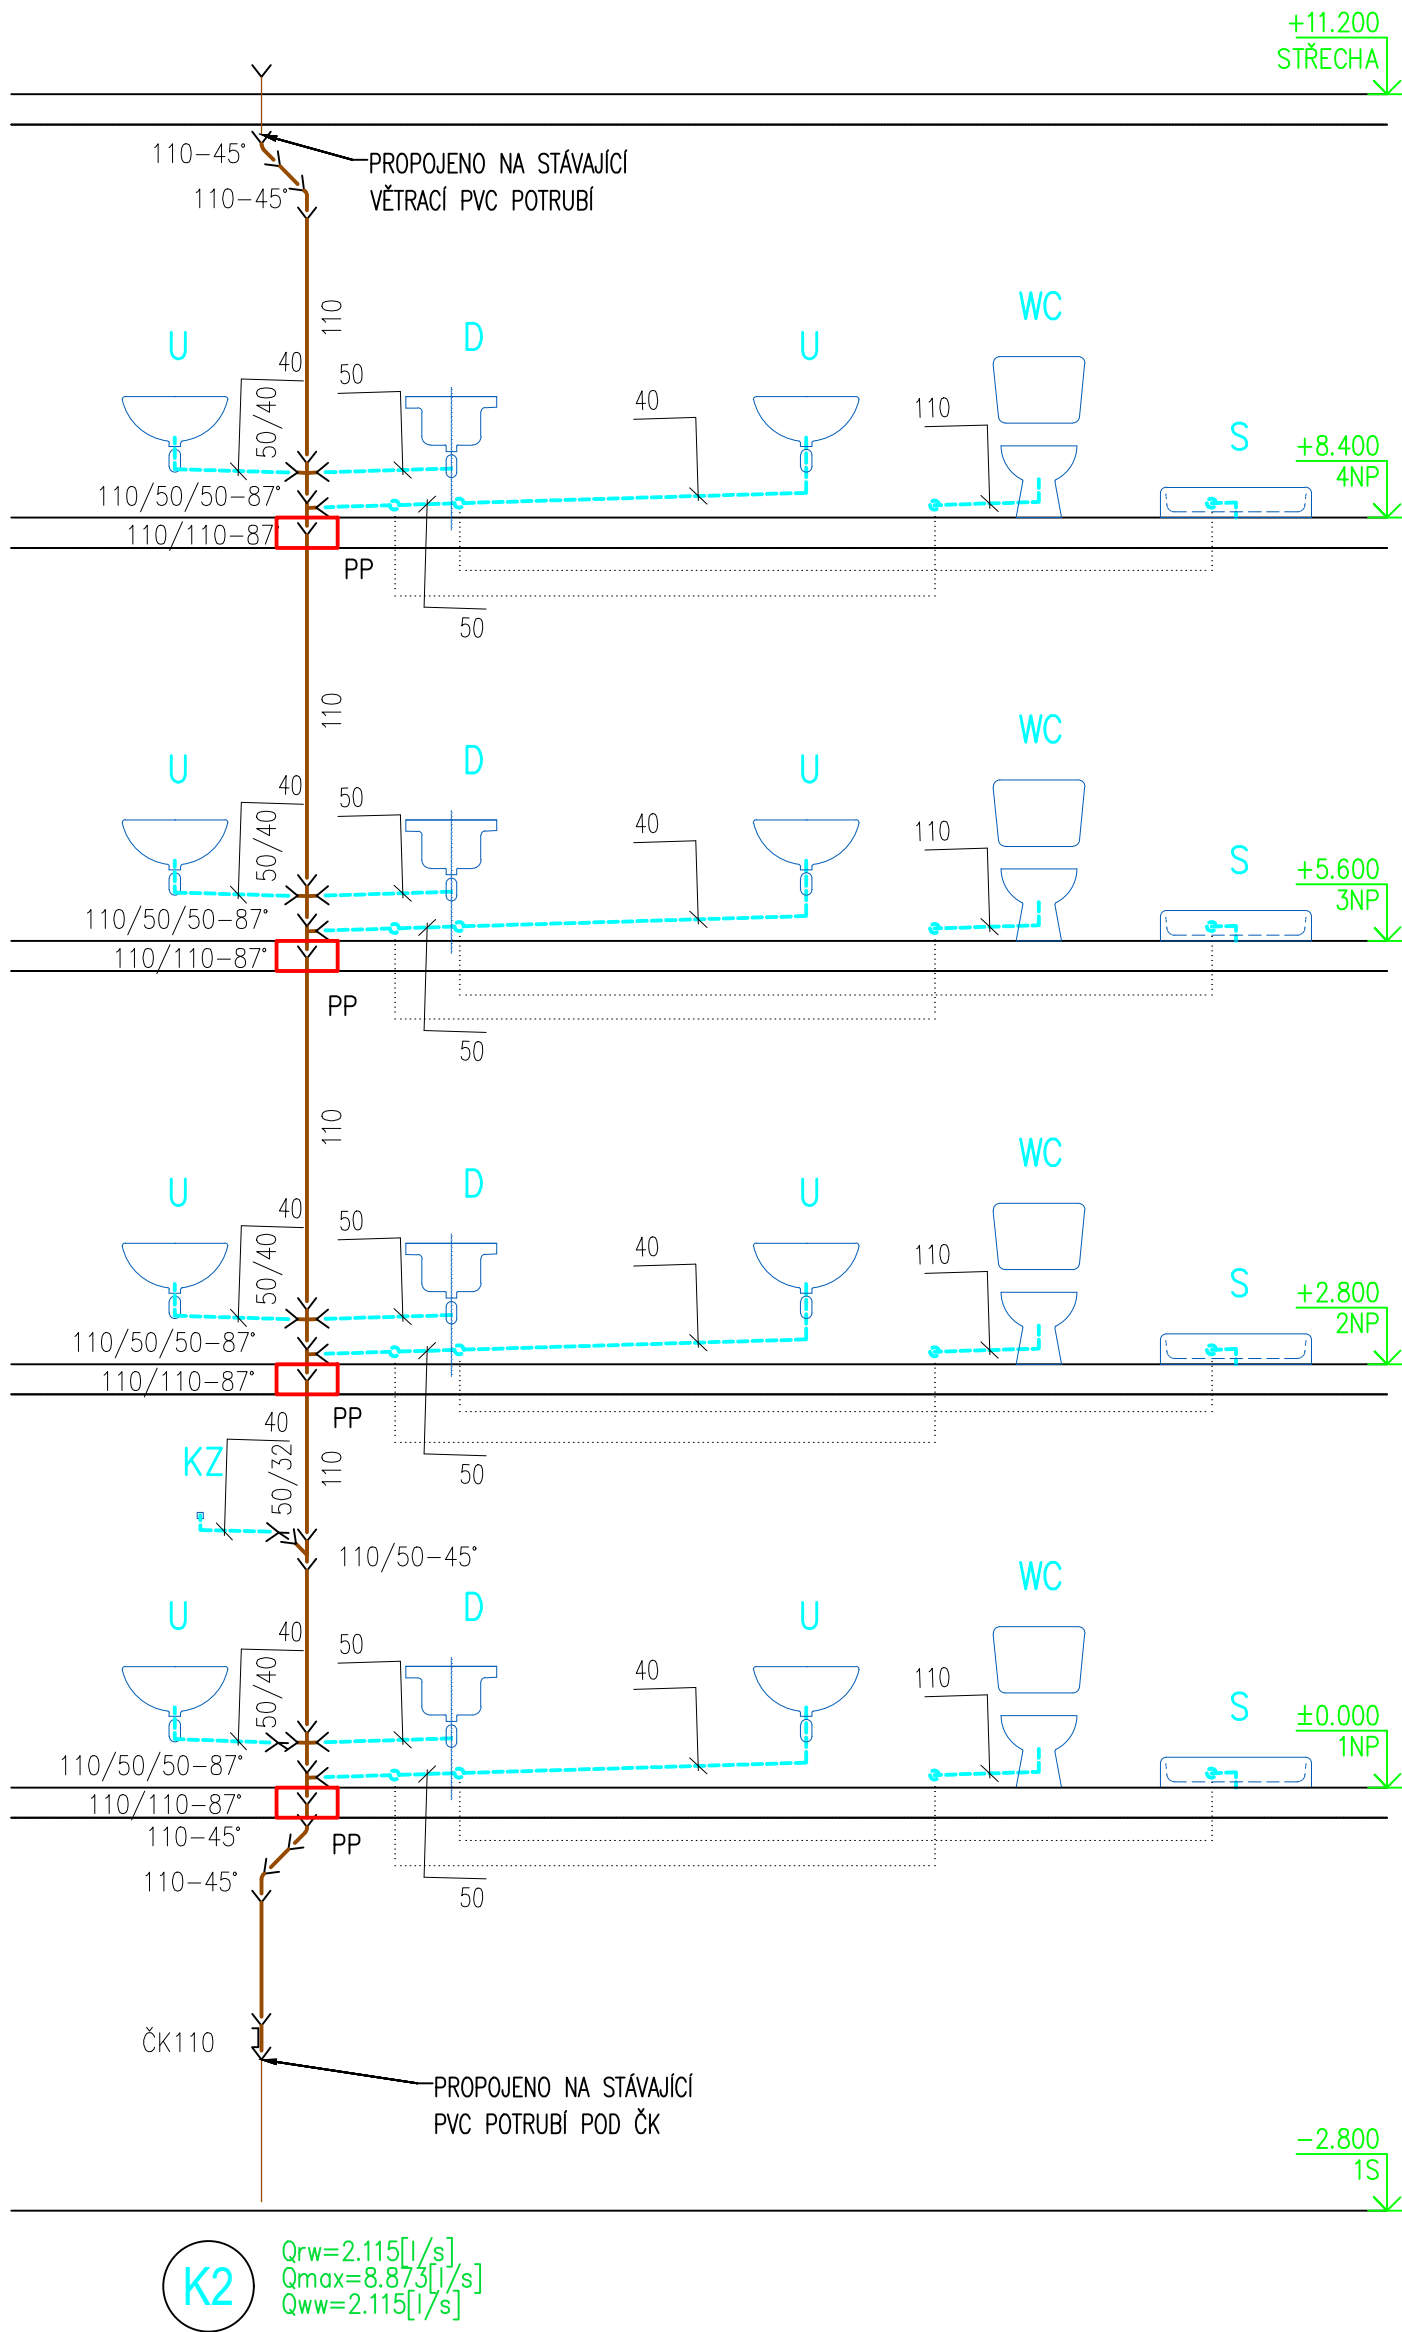 +11.200
STŘECHA
110-45°
PROPOJENO NA STÁVAJÍCÍ
110-45°
VĚTRACÍ PVC POTRUBÍ
110
WC
U
D
U
40
50
50/40
40
110
S
+8.400
4NP
110/50/50-87°
110/110-87°
PP
50
110
WC
U
D
U
40
50
50/40
40
110
S
+5.600
3NP
110/50/50-87°
110/110-87°
PP
50
110
WC
U
D
U
40
50
50/40
40
110
S
+2.800
2NP
110/50/50-87°
110/110-87°
PP
40
KZ
50/32
110
50
110/50-45°
WC
U
D
U
40
50
50/40
40
110
S
±0.000
1NP
110/50/50-87°
110/110-87°
110-45°
PP
110-45°
50
ČK110
PROPOJENO NA STÁVAJÍCÍ
PVC POTRUBÍ POD ČK
-2.800
1S
K2
Qrw=2.115[l/s]
Qmax=8.873[l/s]
Qww=2.115[l/s]